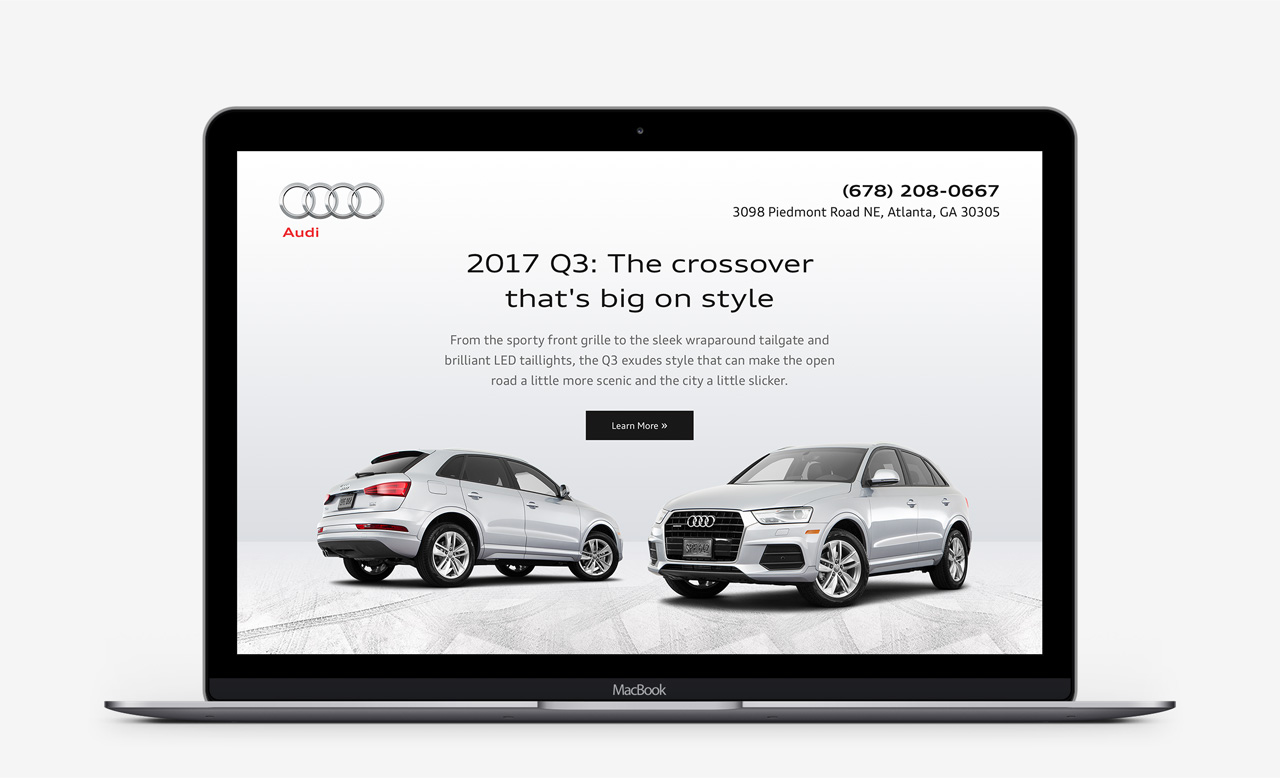 Audi
(678) 208-0667
3098 Piedmont Road NE, Atlanta, GA 30305
2017 Q3: The crossover
that's big on style
From the sporty front grille to the sleek wraparound tailgate and
brilliant LED taillights, the Q3 exudes style that can make the open
road a little more scenic and the city a little slicker.
Learn More »
MacBook